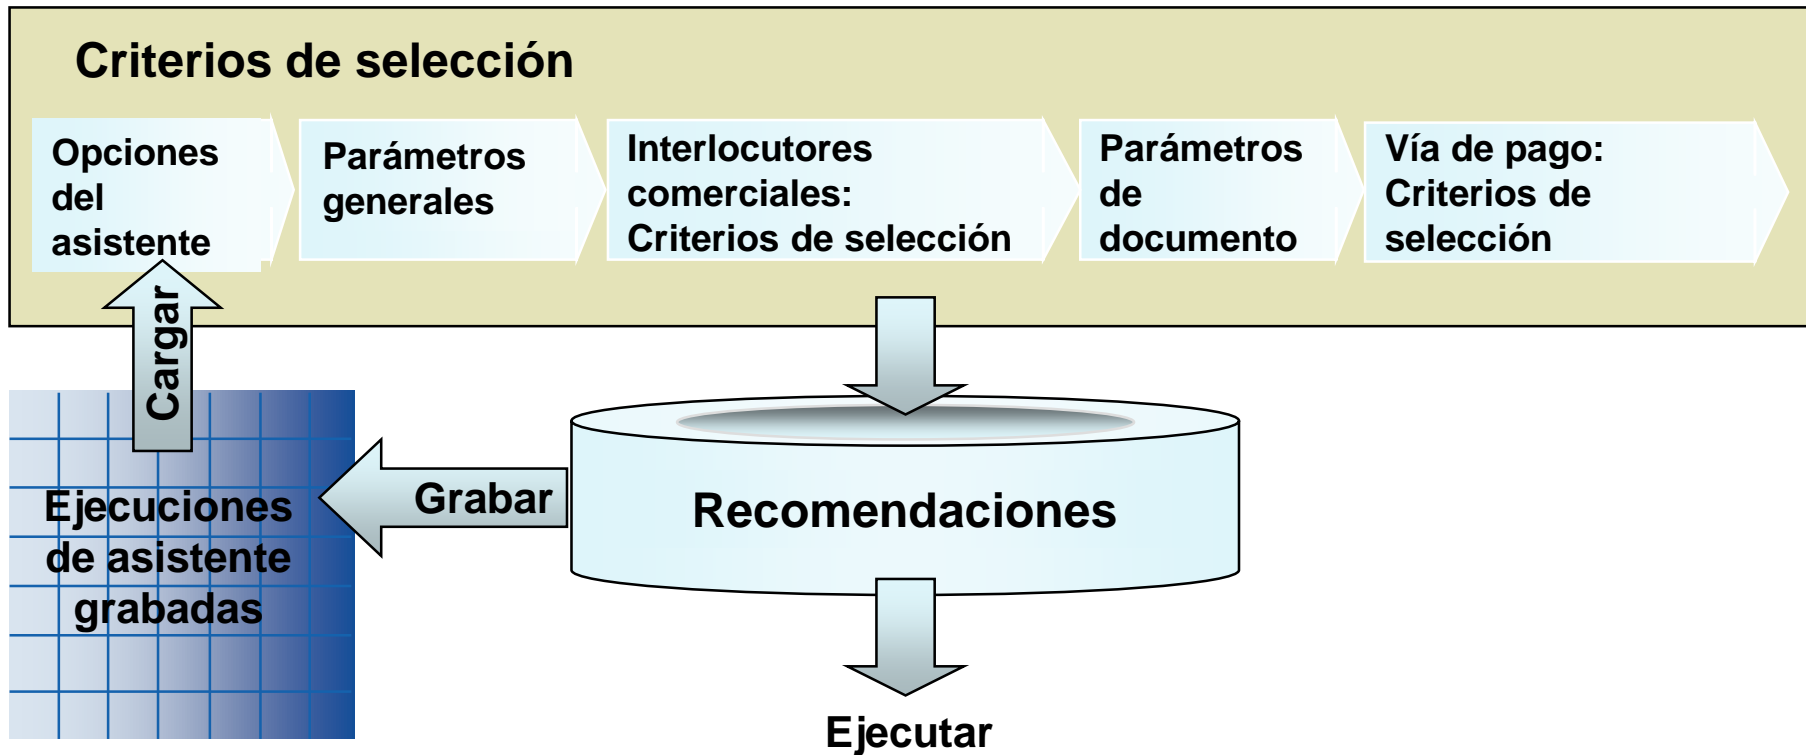 Criterios de selección
Opciones
del
asistente
Parámetros
generales
Interlocutores
comerciales:
Criterios de selección
Parámetros
de
documento
Vía de pago:
Criterios de
selección
Cargar
Ejecuciones
de asistente
grabadas
Grabar
Recomendaciones
Ejecutar